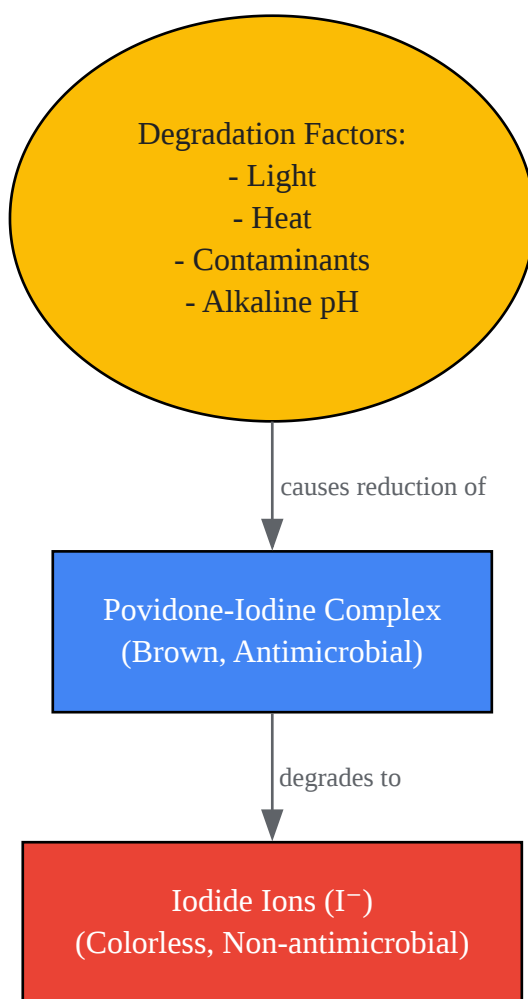 Degradation Factors:
- Light
- Heat
- Contaminants
- Alkaline pH
causes reduction of
Povidone-Iodine Complex
(Brown, Antimicrobial)
degrades to
Iodide Ions (I⁻)
(Colorless, Non-antimicrobial)